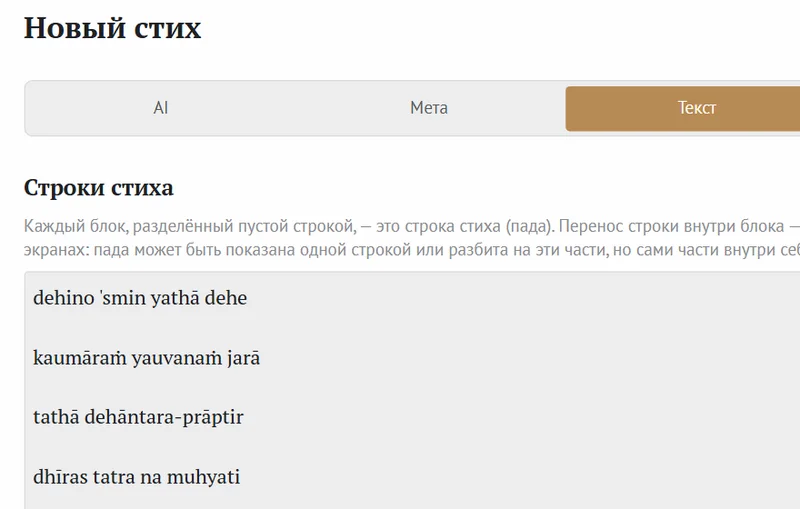 Новый стих
AI
Мета
Текст
Строки стиха
Каждый блок, разделённый пустой строкой, — это строка стиха (пада). Перенос строки внутри блока —
экранах: пада может быть показана одной строкой или разбита на эти части, но сами части внутри
dehino 'smin yathā dehe
kaumāraṁ yauvanaṁ jarā
tathā dehāntara-prāptir
dhīras tatra na muhyati